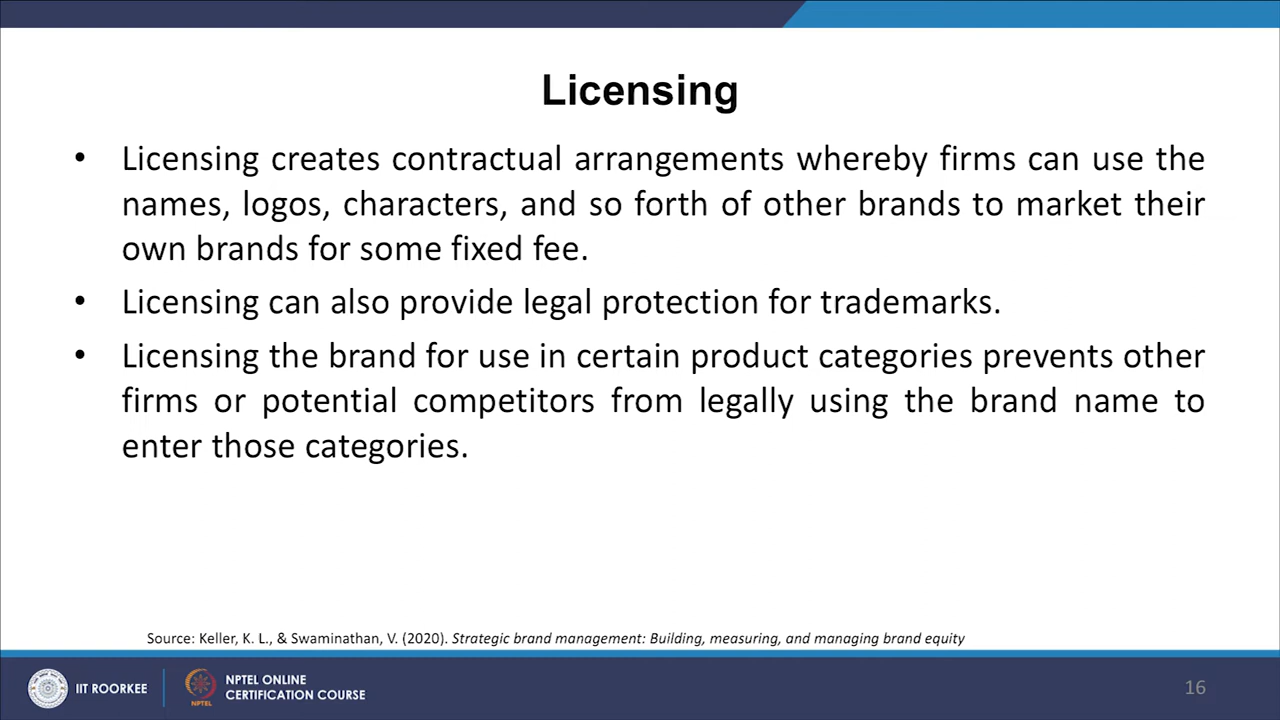 Licensing
• Licensing creates contractual arrangements whereby firms can use the
names, logos, characters, and so forth of other brands to market their
own brands for some fixed fee.
• Licensing can also provide legal protection for trademarks.
• Licensing the brand for use in certain product categories prevents other
firms or potential competitors from legally using the brand name to
enter those categories.
Source: Keller, K. L., & Swaminathan, V. (2020). Strategic brand management: Building, measuring, and managing brand equity
IIT ROORKEE
NPTEL
NPTEL ONLINE
CERTIFICATION COURSE
16